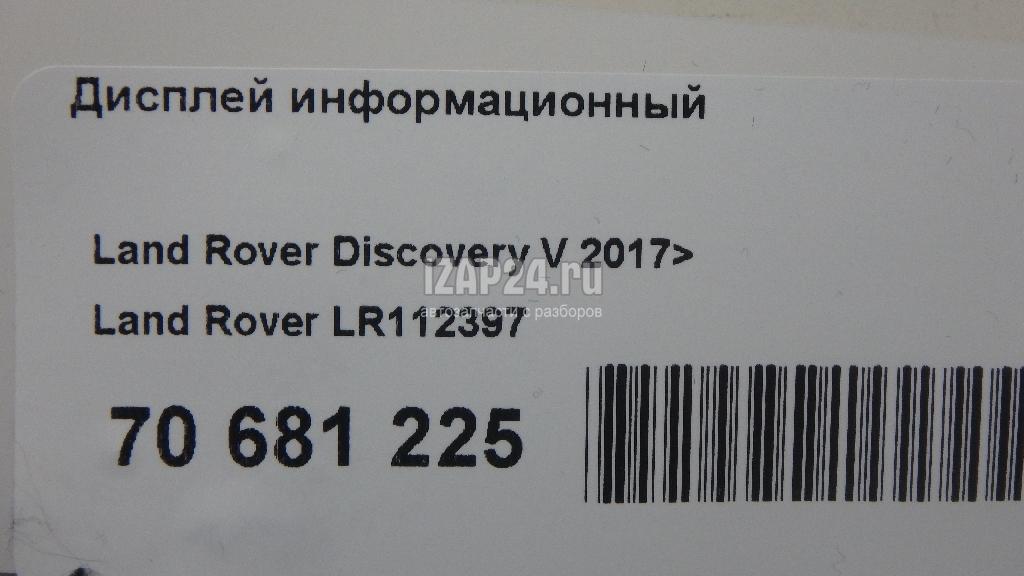 Дисплей информационный
Land Rover Discovery V 2017>
iZAP24.ru
автозапчасти с разборов
Land Rover LR112397
70 681 225